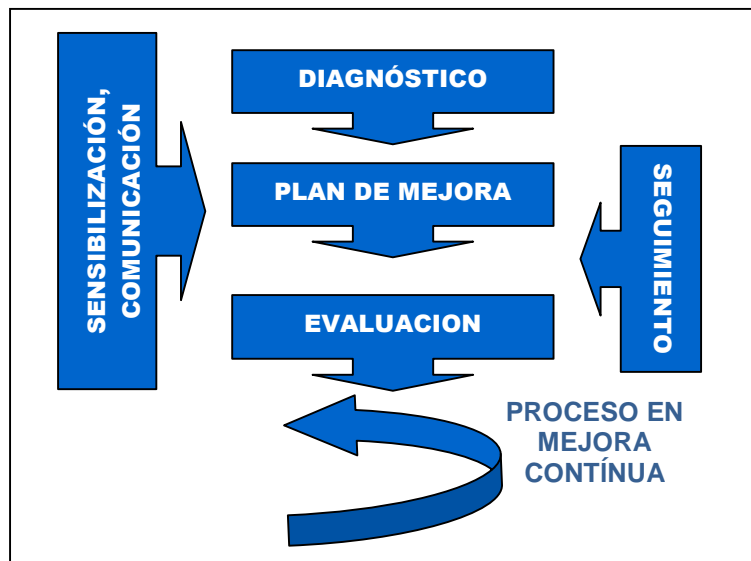 SENSIBILIZACIÓN,
COMUNICACIÓN
DIAGNÓSTICO
PLAN DE MEJORA
EVALUACION
SEGUIMIENTO
PROCESO EN
MEJORA
CONTÍNUA